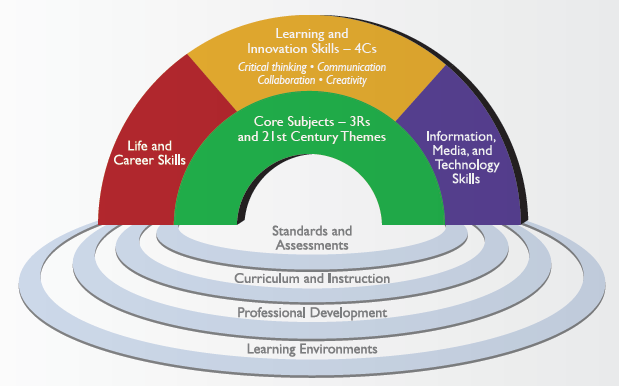 Learning and
Innovation Skills – 4Cs
Critical thinking • Communication
Collaboration • Creativity
Core Subjects – 3Rs
and 21st Century Themes
Life and
Career Skills
Information,
Media, and
Technology
Skills
Standards and
Assessments
Curriculum and Instruction
Professional Development
Learning Environments